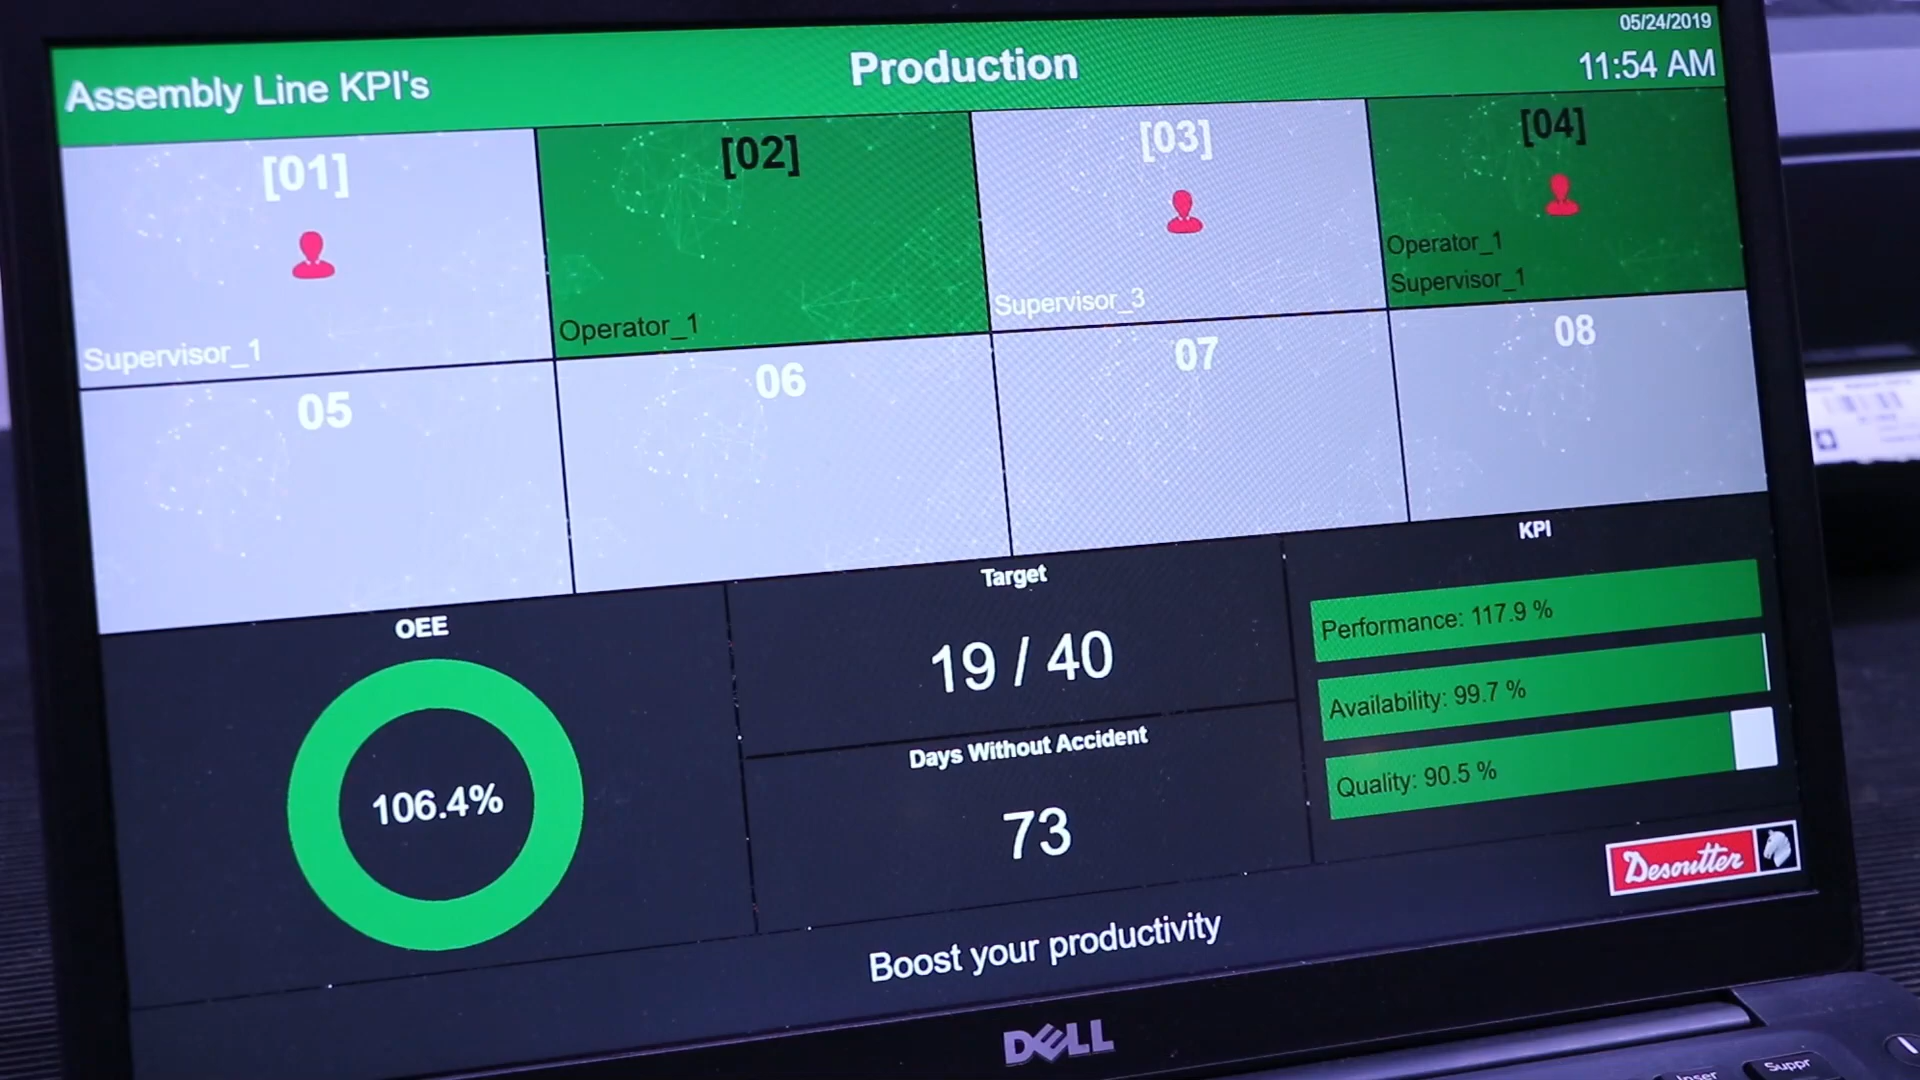 05/24/2019
Assembly Line KPI's
Production
11:54 AM
[01]
Supervisor_1
[02]
Operator_1
[03]
Supervisor_3
[04]
Operator_1
Supervisor_1
05
06
07
08
OEE
106.4%
Target
19 / 40
Days Without Accident
73
KPI
Performance: 117.9 %
Availability: 99.7 %
Quality: 90.5 %
Desoutter
Boost your productivity
DELL
Inser
Suppr